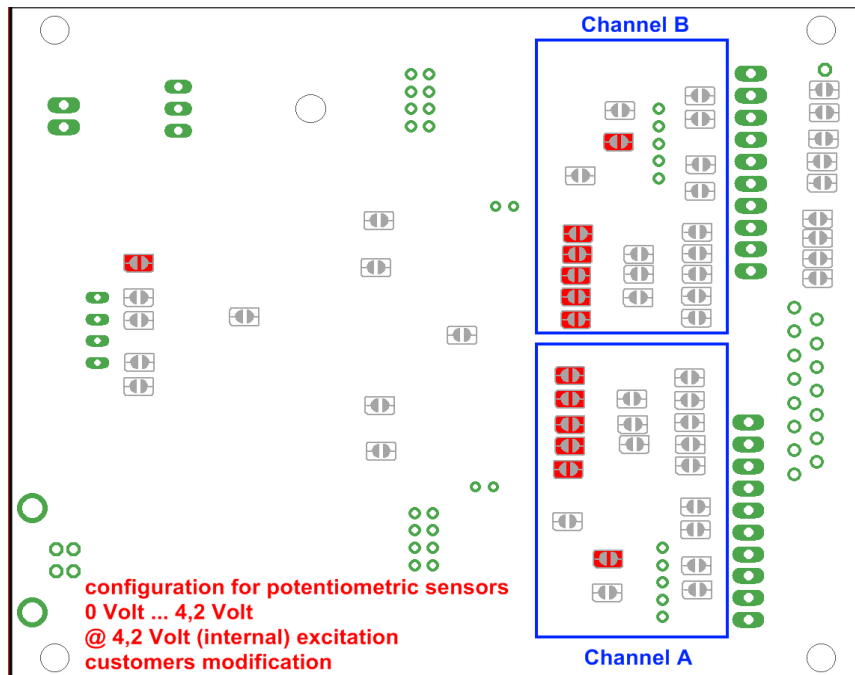 Channel B
configuration for potentiometric sensors
0 Volt ... 4,2 Volt
@ 4,2 Volt (internal) excitation
customers modification
Channel A